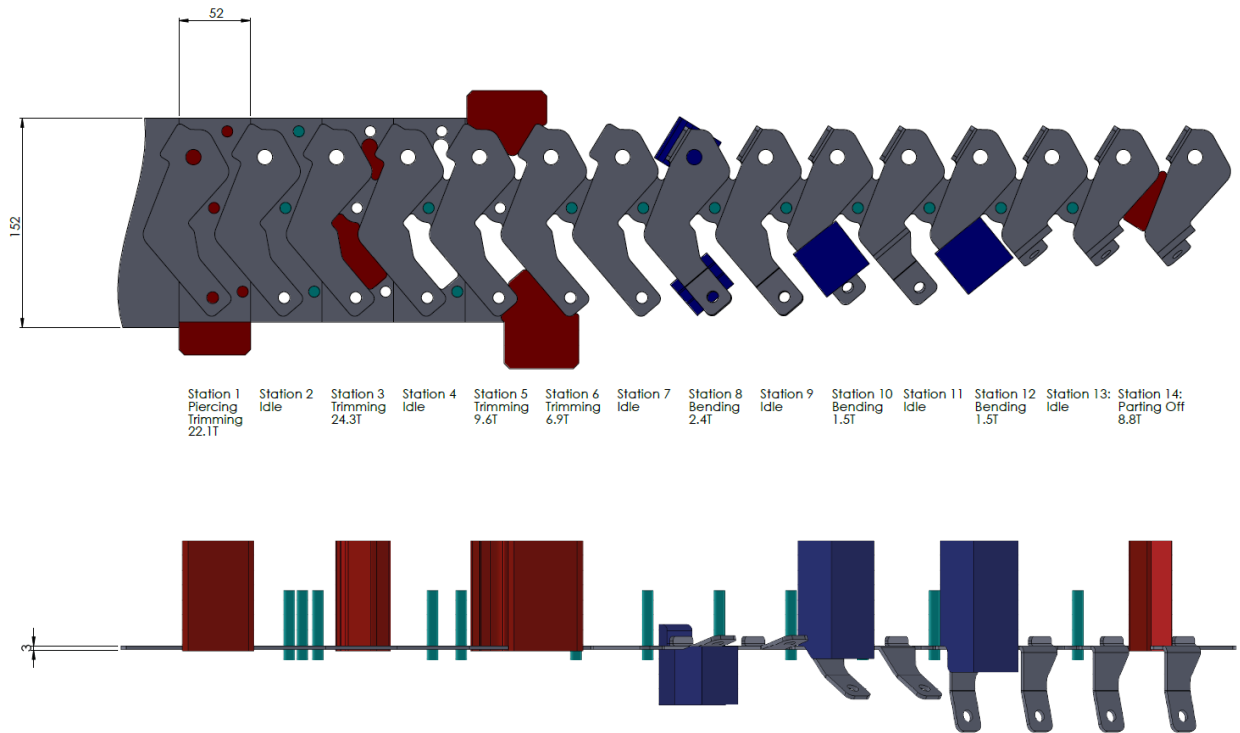 52
152
Station 1
Piercing
Trimming
22.1T
Station 2
Idle
Station 3
Trimming
24.3T
Station 4
Idle
Station 5
Trimming
9.6T
Station 6
Trimming
6.9T
Station 7
Idle
Station 8
Bending
2.4T
Station 9
Idle
Station 10
Bending
1.5T
Station 11
Idle
Station 12
Bending
1.5T
Station 13:
Idle
Station 14:
Parting Off
8.8T
3